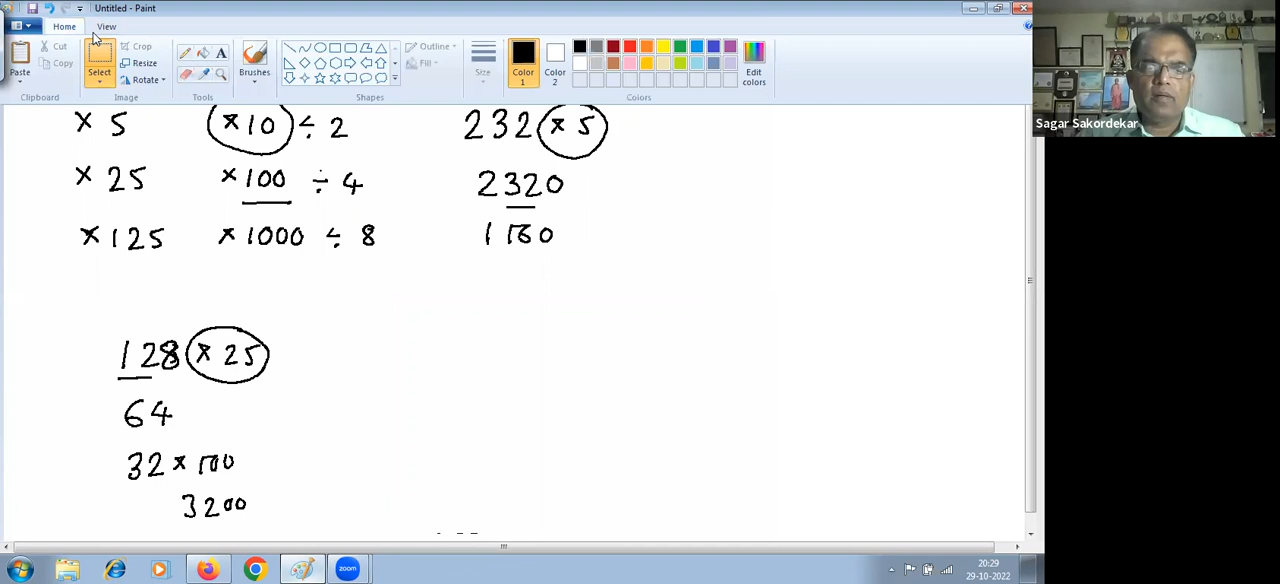 Untitled - Paint
Home View
Paste
Cut
Copy
Clipboard
Select
Crop
Resize
Rotate
Image
A
Tools
Brushes
Outline
Fill
Shapes
Size
Color 1
Color 2
Edit colors
Colors
Sagar Sakordekar
× 5 ×10 ÷ 2 232 × 5
× 25 ×100 ÷ 4 2320
×125 ×1000 ÷ 8 1160
128 × 25
64
32 × 100
3200
zoom
20:29
29-10-2022